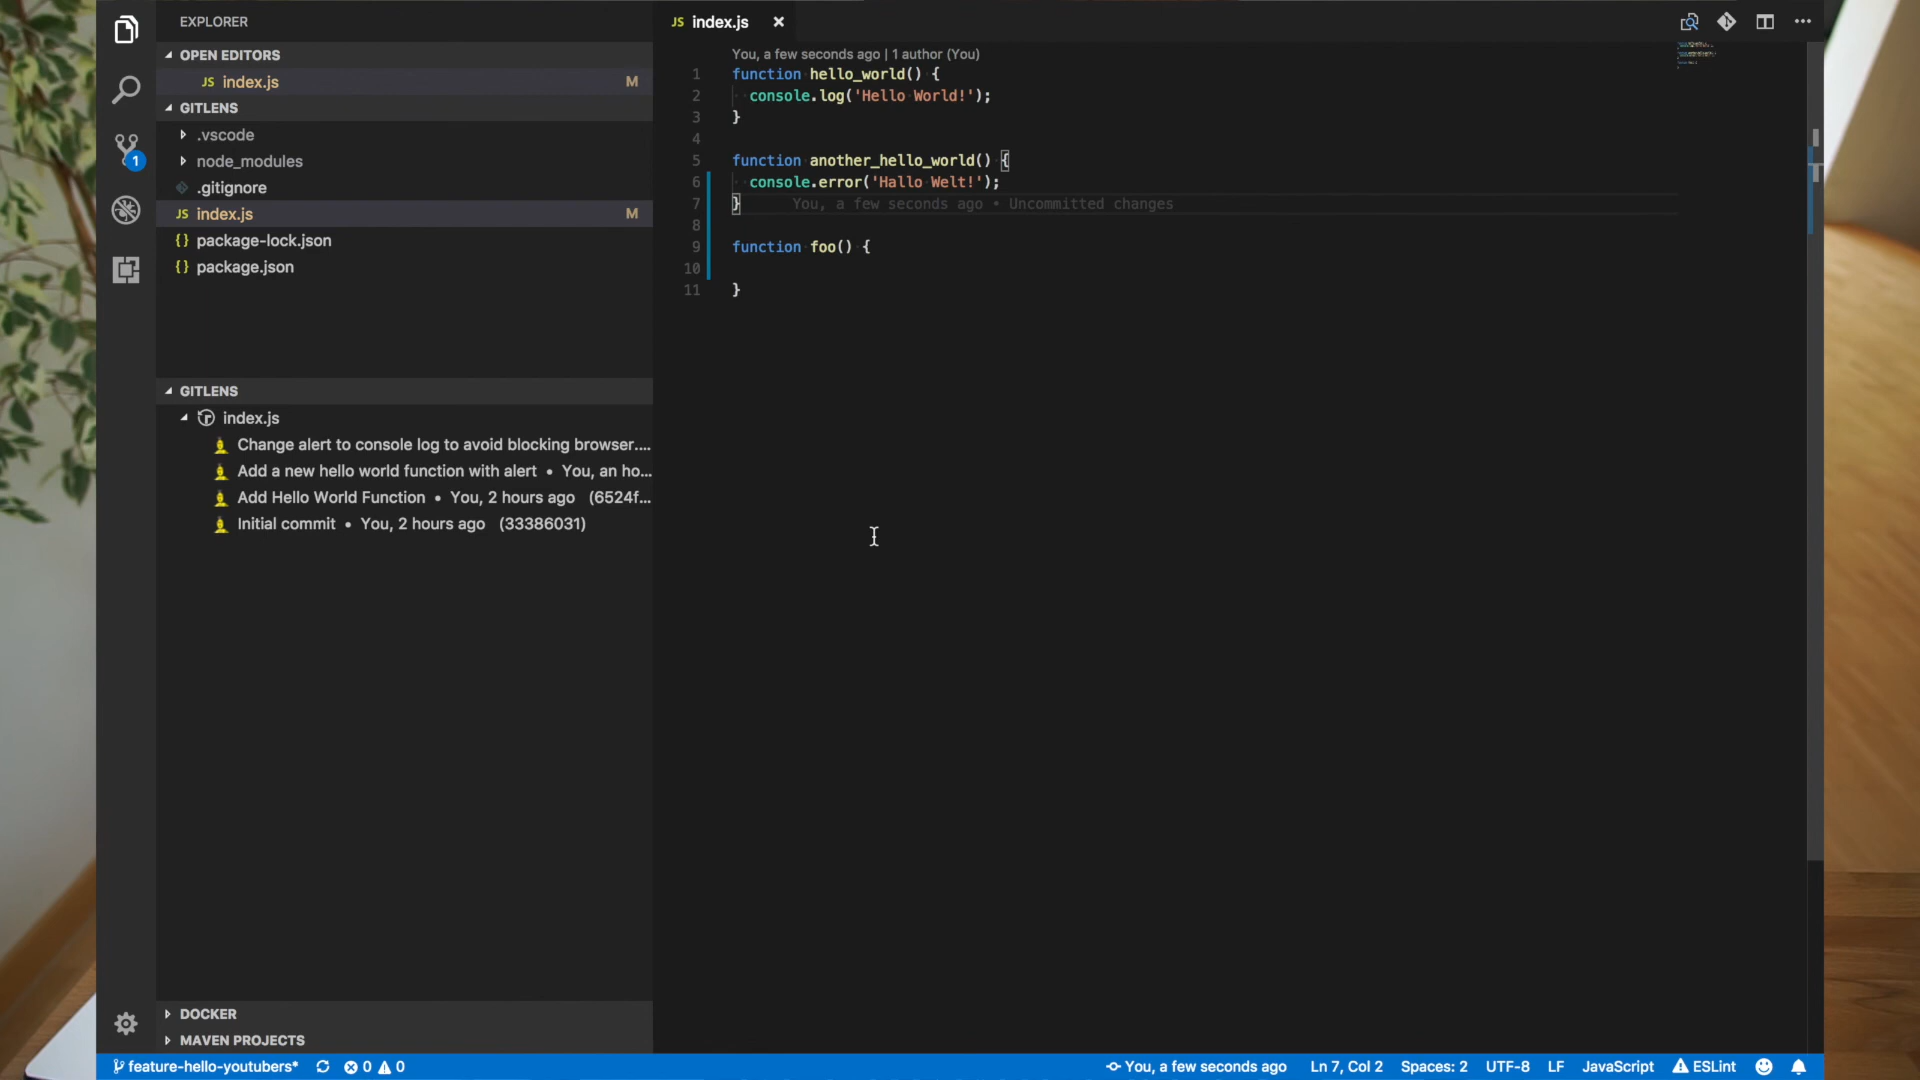 EXPLORER
OPEN EDITORS
JS index.js M
GITLENS
.vscode
node_modules
.gitignore
JS index.js M
{} package-lock.json
{} package.json
GITLENS
index.js
Change alert to console log to avoid blocking browser....
Add a new hello world function with alert • You, an ho...
Add Hello World Function • You, 2 hours ago (6524f...
Initial commit • You, 2 hours ago (33386031)
DOCKER
MAVEN PROJECTS
1
JS index.js ×
You, a few seconds ago | 1 author (You)
1 function hello_world() {
2 console.log('Hello World!');
3 }
4
5 function another_hello_world() {
6 console.error('Hallo Welt!');
7 } You, a few seconds ago • Uncommitted changes
8
9 function foo() {
10
11 }
feature-hello-youtubers* 0 0 You, a few seconds ago Ln 7, Col 2 Spaces: 2 UTF-8 LF JavaScript ESLint